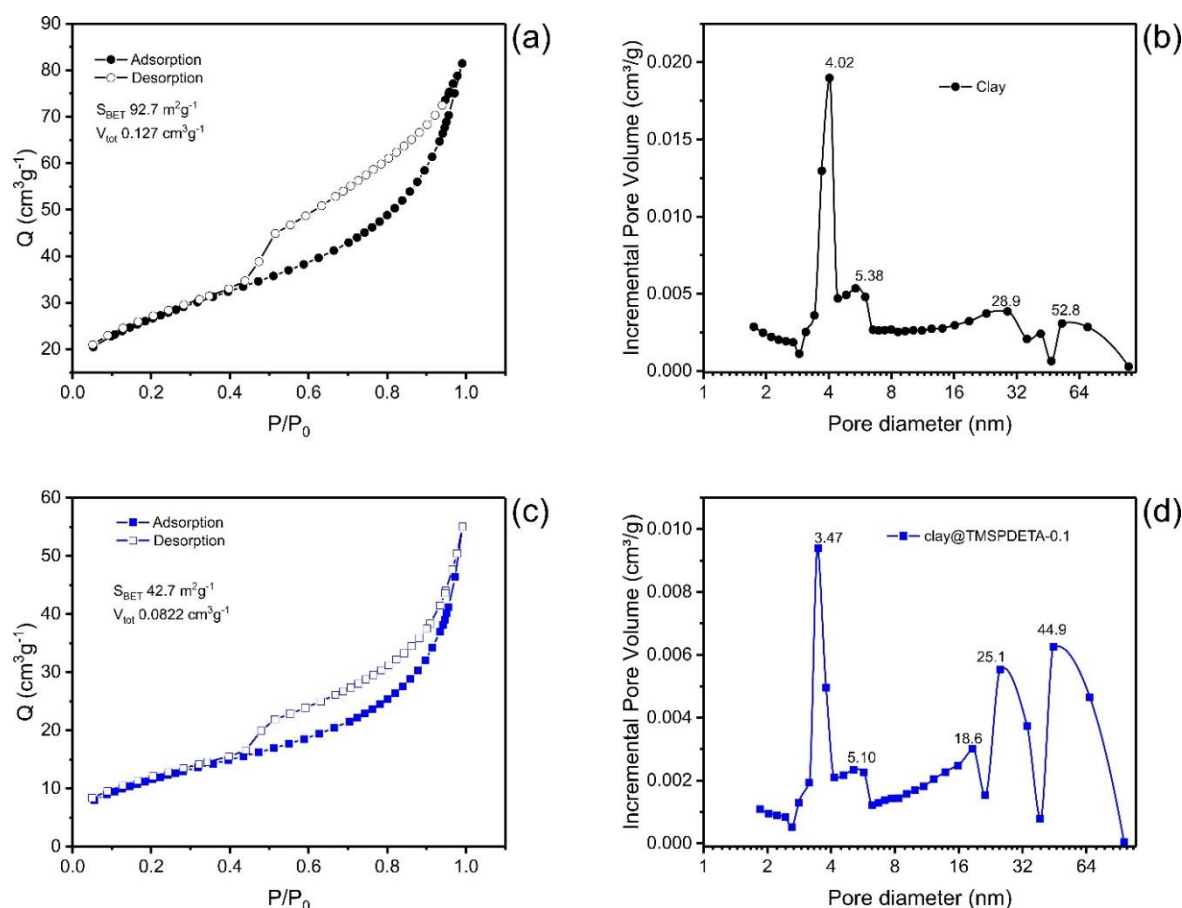 (a)
Adsorption
Desorption
S_BET 92.7 m²g⁻¹
V_tot 0.127 cm³g⁻¹
Q (cm³g⁻¹)
90
80
70
60
50
40
30
20
0.0 0.2 0.4 0.6 0.8 1.0
P/P₀
(b)
Clay
4.02
5.38
28.9
52.8
Incremental Pore Volume (cm³/g)
0.020
0.015
0.010
0.005
0.000
1 2 4 8 16 32 64
Pore diameter (nm)
(c)
Adsorption
Desorption
S_BET 42.7 m²g⁻¹
V_tot 0.0822 cm³g⁻¹
Q (cm³g⁻¹)
60
50
40
30
20
10
0
0.0 0.2 0.4 0.6 0.8 1.0
P/P₀
(d)
clay@TMSPDETA-0.1
3.47
5.10
18.6
25.1
44.9
Incremental Pore Volume (cm³/g)
0.010
0.008
0.006
0.004
0.002
0.000
1 2 4 8 16 32 64
Pore diameter (nm)